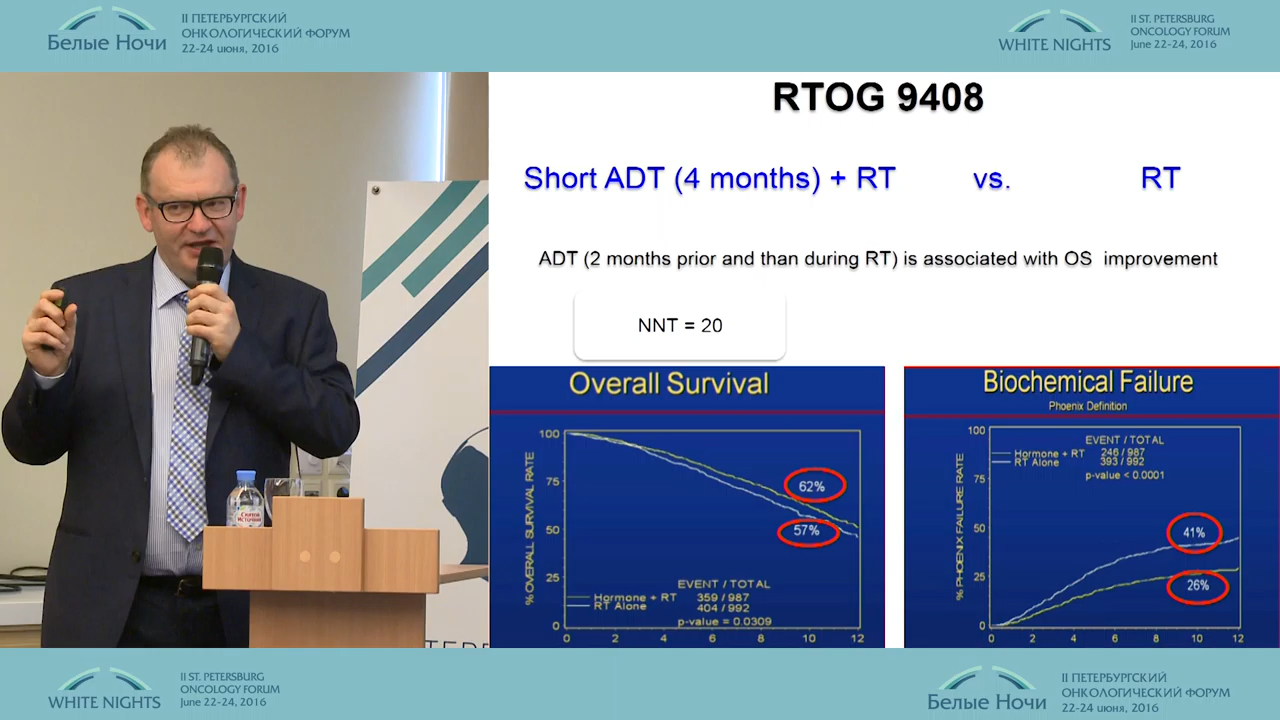 Белые Ночи
II ПЕТЕРБУРГСКИЙ
ОНКОЛОГИЧЕСКИЙ ФОРУМ
22-24 июня, 2016
WHITE NIGHTS
II ST. PETERSBURG
ONCOLOGY FORUM
June 22-24, 2016
RTOG 9408
Short ADT (4 months) + RT vs. RT
ADT (2 months prior and than during RT) is associated with OS improvement
NNT = 20
Overall Survival
% OVERALL SURVIVAL RATE
100
75
50
25
0
62%
57%
EVENT / TOTAL
Hormone + RT 359 / 987
RT Alone 404 / 992
p-value = 0.0309
0 2 4 6 8 10 12
Biochemical Failure
Phoenix Definition
% PHOENIX FAILURE RATE
100
75
50
25
0
EVENT / TOTAL
Hormone + RT 246 / 987
RT Alone 393 / 992
p-value < 0.0001
41%
26%
0 2 4 6 8 10 12
СВЯТОЙ
ИСТОЧНИК
WHITE NIGHTS
II ST. PETERSBURG
ONCOLOGY FORUM
June 22-24, 2016
Белые Ночи
II ПЕТЕРБУРГСКИЙ
ОНКОЛОГИЧЕСКИЙ ФОРУМ
22-24 июня, 2016